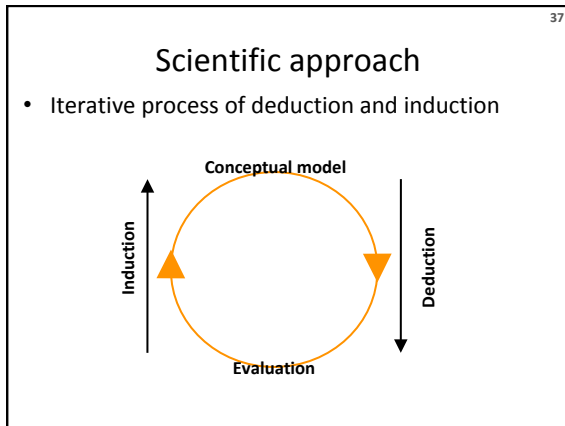 37
Scientific approach
• Iterative process of deduction and induction
Conceptual model
Induction
Deduction
Evaluation